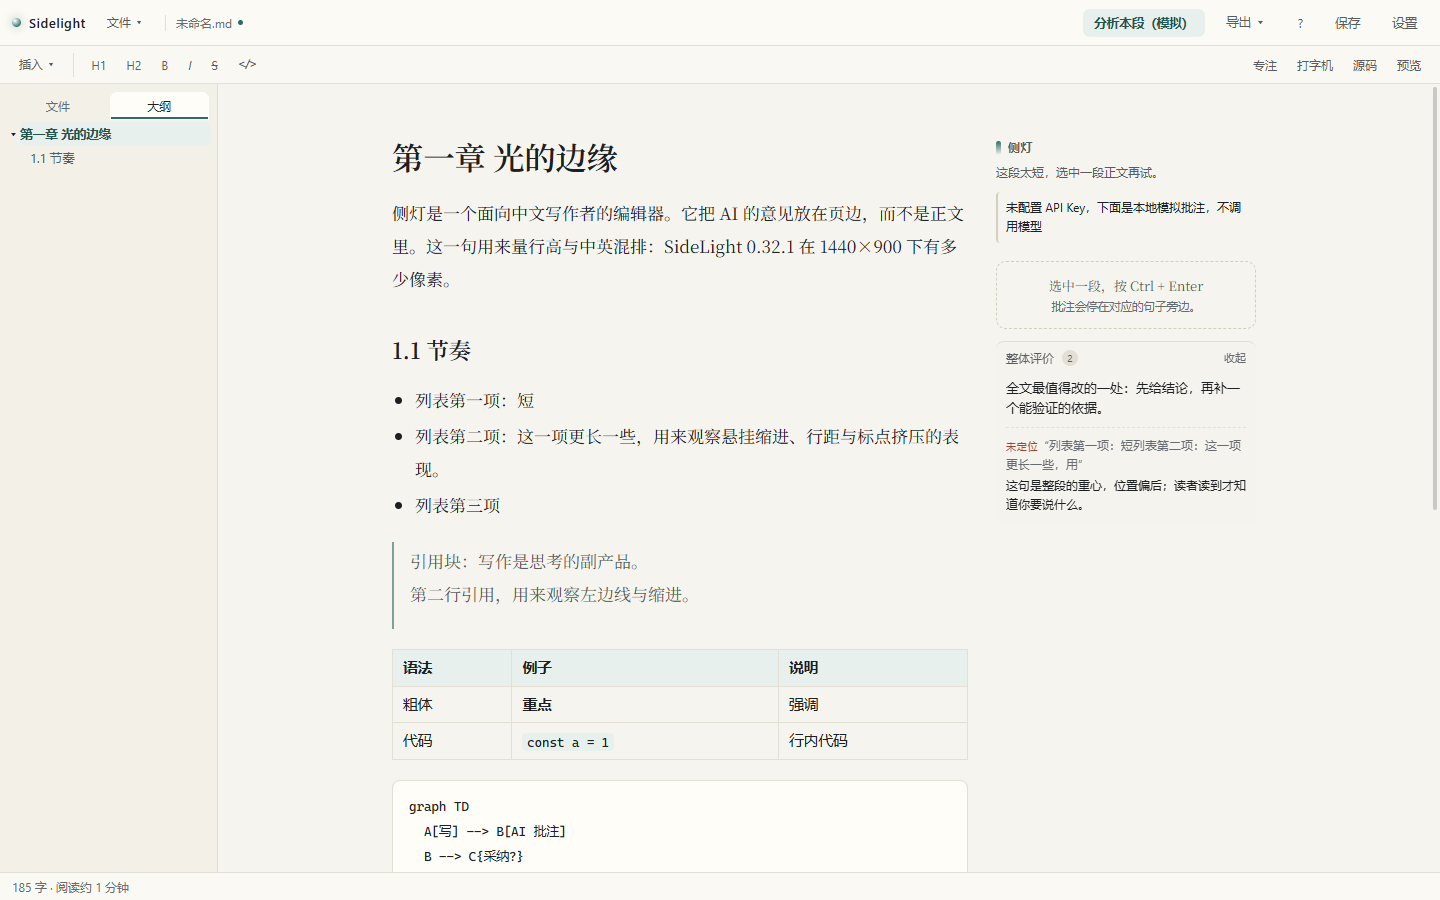 Sidelight 文件 未命名.md 分析本段（模拟） 导出 ? 保存 设置
插入 H1 H2 B I S </> 专注 打字机 源码 预览
文件 大纲
第一章 光的边缘
1.1 节奏
第一章 光的边缘
侧灯是一个面向中文写作者的编辑器。它把 AI 的意见放在页边，而不是正文
里。这一句用来量行高与中英混排：SideLight 0.32.1 在 1440×900 下有多
少像素。
1.1 节奏
列表第一项：短
列表第二项：这一项更长一些，用来观察悬挂缩进、行距与标点挤压的表
现。
列表第三项
引用块：写作是思考的副产品。
第二行引用，用来观察左边线与缩进。
语法 例子 说明
粗体 重点 强调
代码 const a = 1 行内代码
graph TD
A[写] --> B[AI 批注]
B --> C{采纳?}
侧灯
这段太短，选中一段正文再试。
未配置 API Key，下面是本地模拟批注，不调
用模型
选中一段，按 Ctrl + Enter
批注会停在对应的句子旁边。
整体评价 2 收起
全文最值得改的一处：先给结论，再补一
个能验证的依据。
未定位 “列表第一项：短列表第二项：这一项
更长一些，用”
这句是整段的重心，位置偏后；读者读到才知
道你要说什么。
185 字 · 阅读约 1 分钟